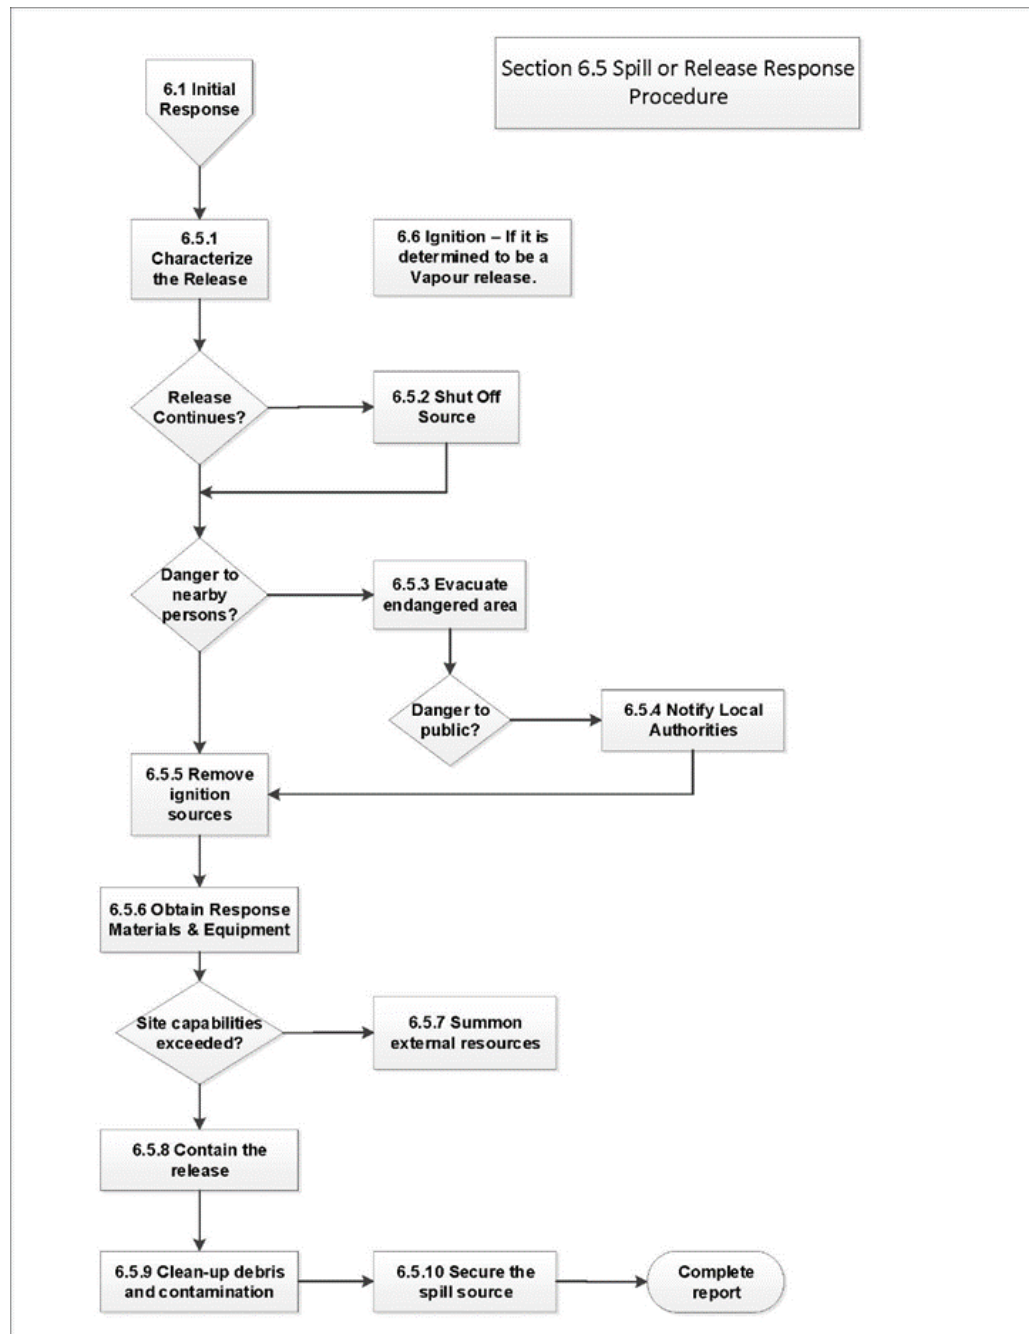 Section 6.5 Spill or Release Response
Procedure
6.1 Initial
Response
6.5.1
Characterize
the Release
6.6 Ignition – If it is
determined to be a
Vapour release.
Release
Continues?
6.5.2 Shut Off
Source
Danger to
nearby
persons?
6.5.3 Evacuate
endangered area
Danger to
public?
6.5.4 Notify Local
Authorities
6.5.5 Remove
ignition
sources
6.5.6 Obtain Response
Materials & Equipment
Site capabilities
exceeded?
6.5.7 Summon
external resources
6.5.8 Contain the
release
6.5.9 Clean-up debris
and contamination
6.5.10 Secure the
spill source
Complete
report